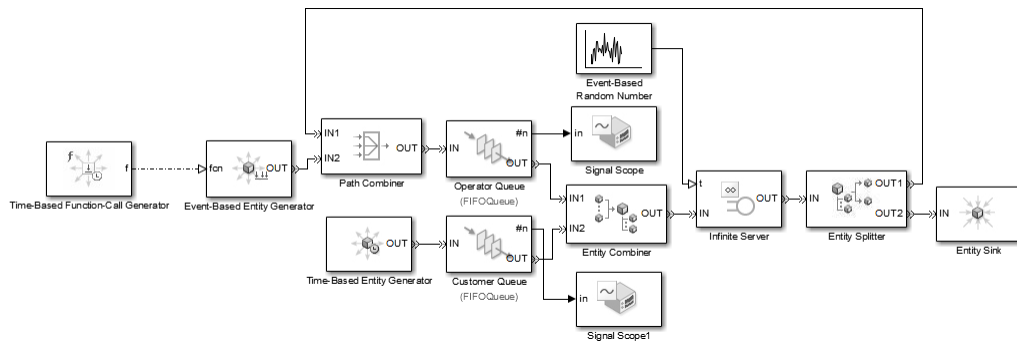 f
f
Time-Based Function-Call Generator
fcn
OUT
Event-Based Entity Generator
IN1
IN2
OUT
Path Combiner
IN
#n
OUT
Operator Queue
(FIFOQueue)
Event-Based
Random Number
in
Signal Scope
OUT
Time-Based Entity Generator
IN
#n
OUT
Customer Queue
(FIFOQueue)
IN1
IN2
OUT
Entity Combiner
in
Signal Scope1
t
IN
∞
OUT
Infinite Server
IN
OUT1
OUT2
Entity Splitter
IN
Entity Sink